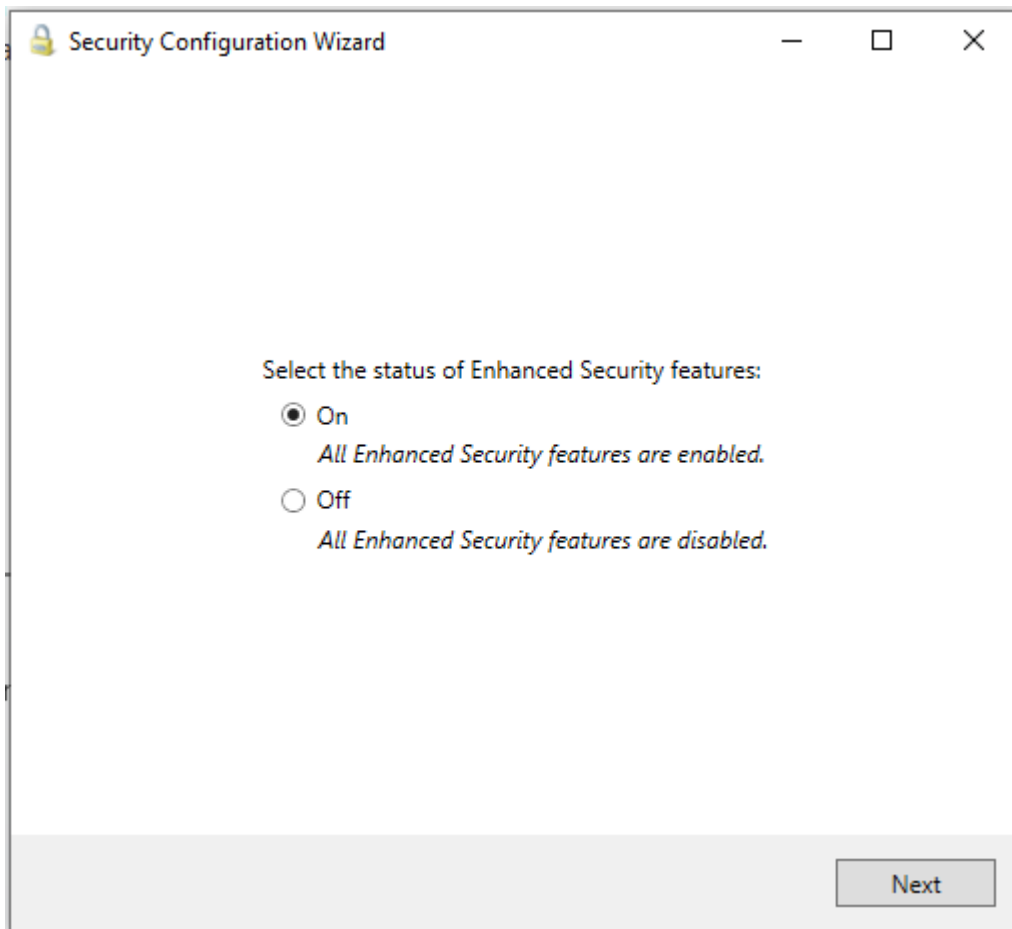 Security Configuration Wizard
Select the status of Enhanced Security features:
On
All Enhanced Security features are enabled.
Off
All Enhanced Security features are disabled.
Next